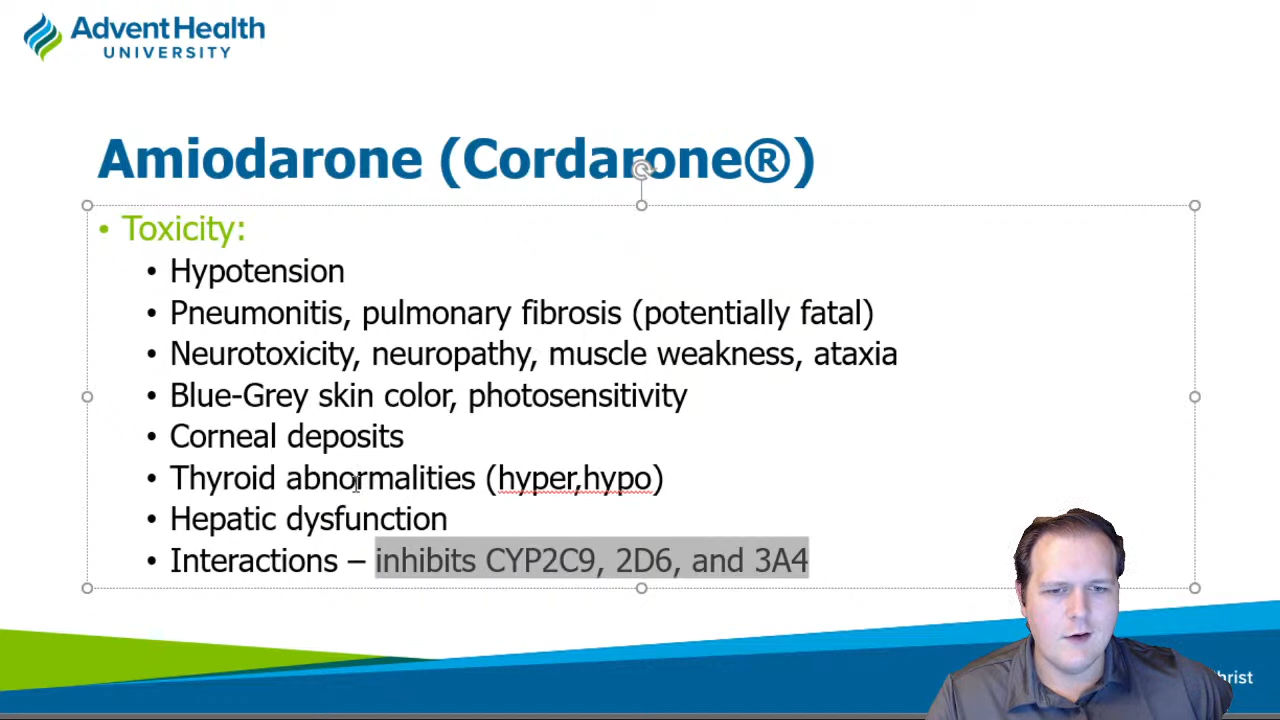 AdventHealth
UNIVERSITY
Amiodarone (Cordarone®)
• Toxicity:
• Hypotension
• Pneumonitis, pulmonary fibrosis (potentially fatal)
• Neurotoxicity, neuropathy, muscle weakness, ataxia
• Blue-Grey skin color, photosensitivity
• Corneal deposits
• Thyroid abnormalities (hyper,hypo)
• Hepatic dysfunction
• Interactions – inhibits CYP2C9, 2D6, and 3A4